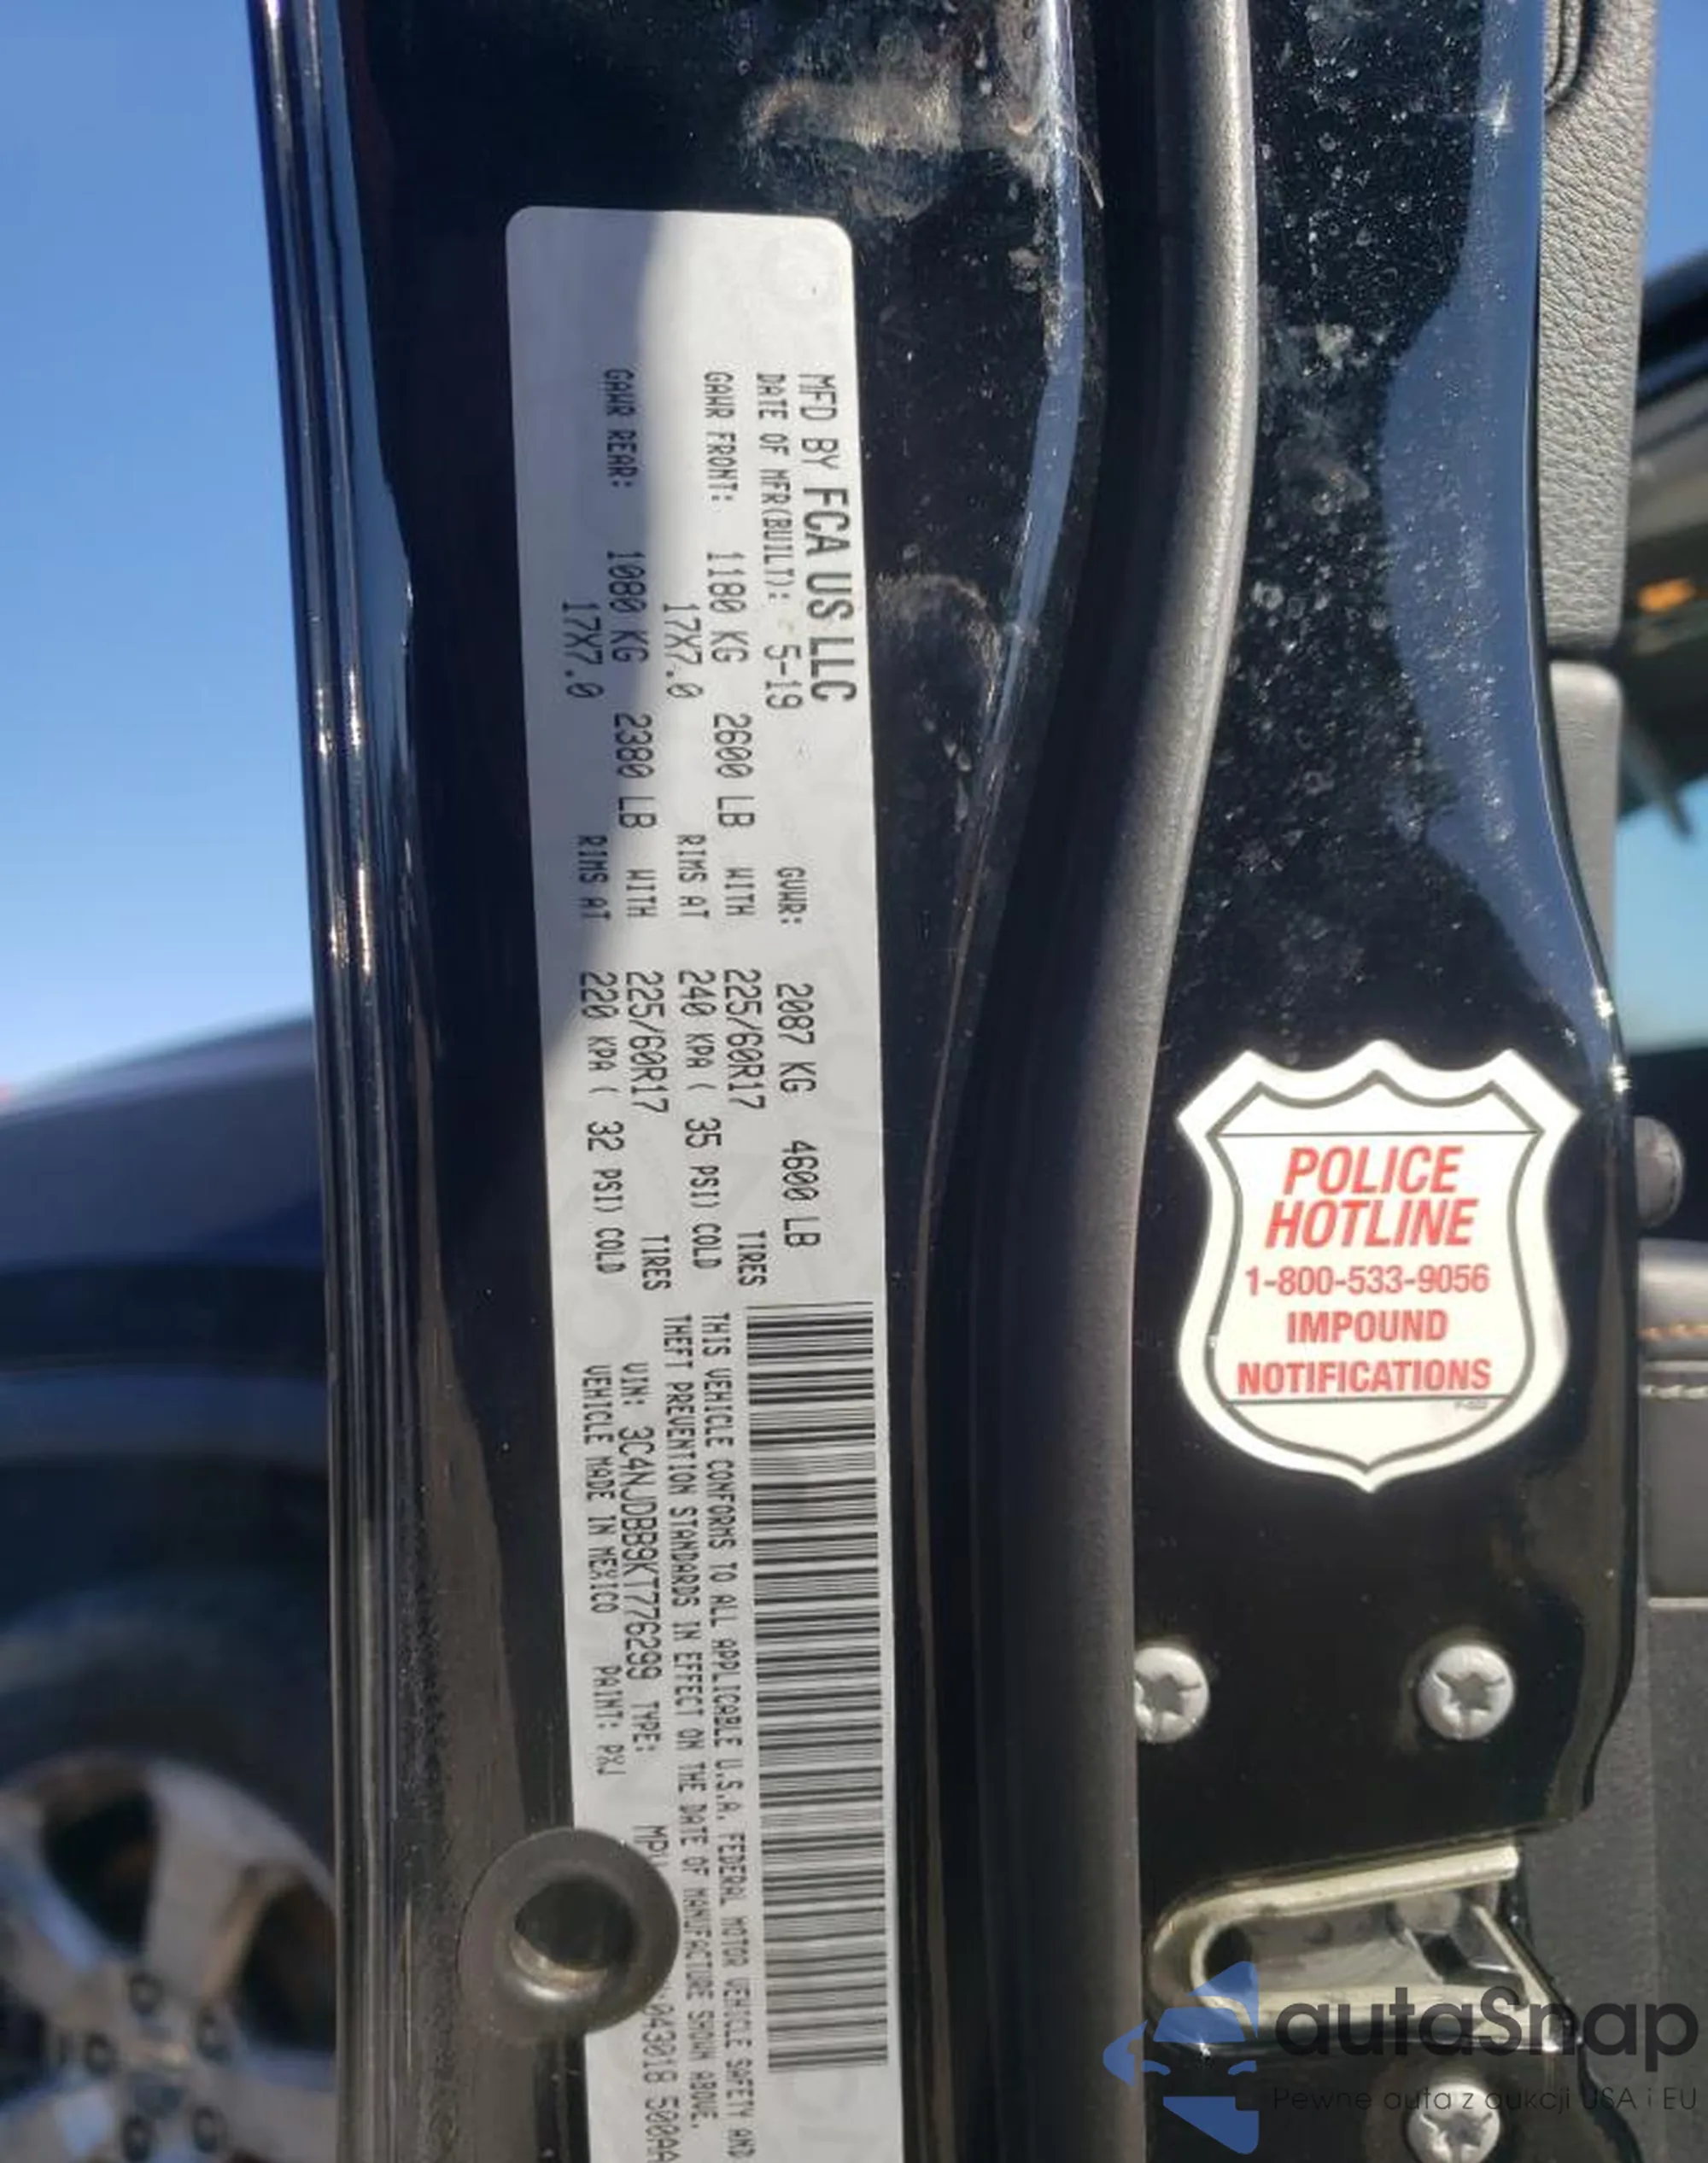 MFD BY FCA US LLC
DATE OF MFR(BUILT): 5-19 GVWR: 2087 KG 4600 LB
GAWR FRONT: 1180 KG 2600 LB WITH 225/60R17 TIRES
17X7.0 RIMS AT 240 KPA ( 35 PSI) COLD
GAWR REAR: 1080 KG 2380 LB WITH 225/60R17 TIRES
17X7.0 RIMS AT 220 KPA ( 32 PSI) COLD
THIS VEHICLE CONFORMS TO ALL APPLICABLE U.S.A. FEDERAL MOTOR VEHICLE SAFETY AND
THEFT PREVENTION STANDARDS IN EFFECT ON THE DATE OF MANUFACTURE SHOWN ABOVE.
VIN: 3C4NJDBB9KT776299 TYPE: 043018 500AA
VEHICLE MADE IN MEXICO PAINT: PXJ
POLICE
HOTLINE
1-800-533-9056
IMPOUND
NOTIFICATIONS
autaSnap
Pewne auta z aukcji USA i EU